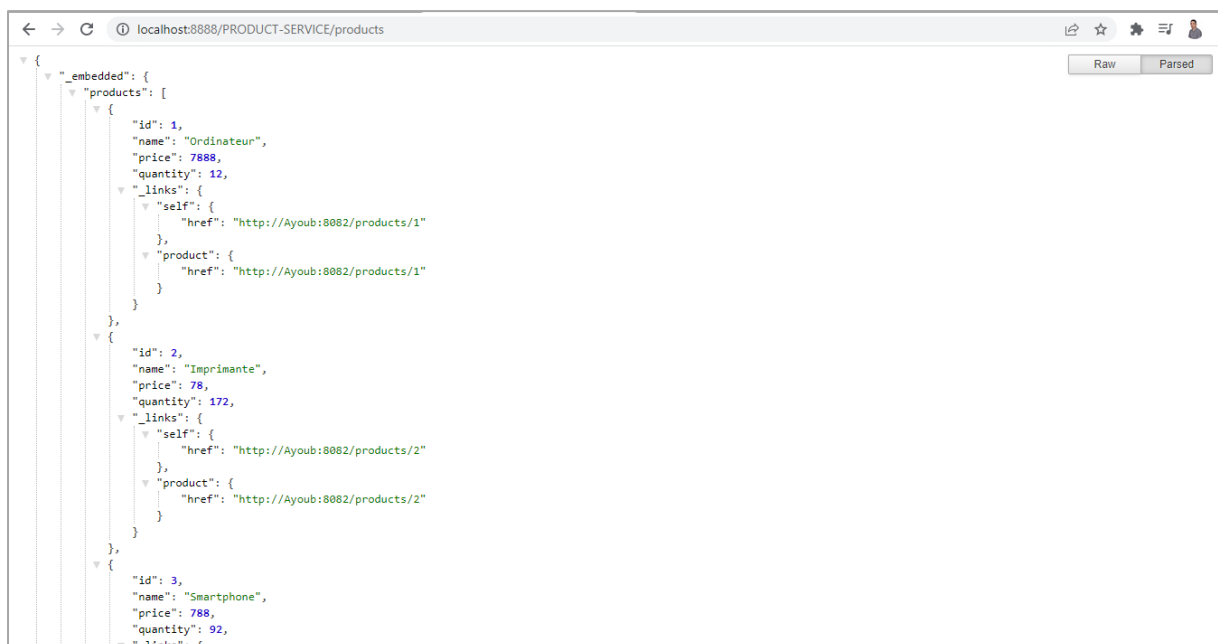 localhost:8888/PRODUCT-SERVICE/products
Raw Parsed
{
"_embedded": {
"products": [
{
"id": 1,
"name": "Ordinateur",
"price": 7888,
"quantity": 12,
"_links": {
"self": {
"href": "http://Ayoub:8082/products/1"
},
"product": {
"href": "http://Ayoub:8082/products/1"
}
}
},
{
"id": 2,
"name": "Imprimante",
"price": 78,
"quantity": 172,
"_links": {
"self": {
"href": "http://Ayoub:8082/products/2"
},
"product": {
"href": "http://Ayoub:8082/products/2"
}
}
},
{
"id": 3,
"name": "Smartphone",
"price": 788,
"quantity": 92,
"_links": {